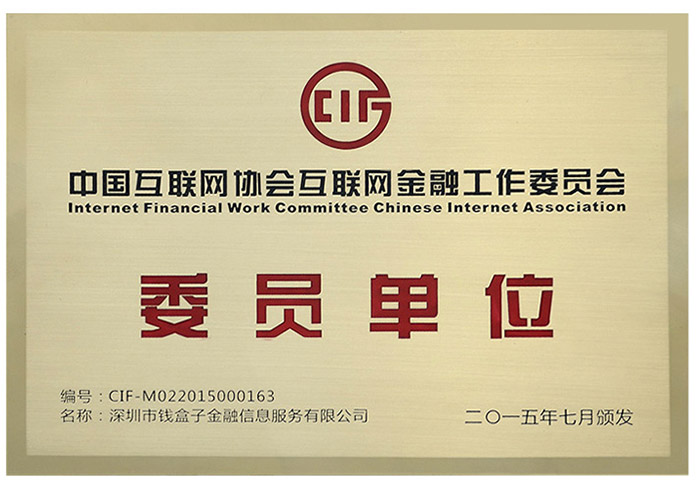 CIF
中国互联网协会互联网金融工作委员会
Internet Financial Work Committee Chinese Internet Association
委员单位
编号：CIF-M022015000163
名称：深圳市钱盒子金融信息服务有限公司
二〇一五年七月颁发